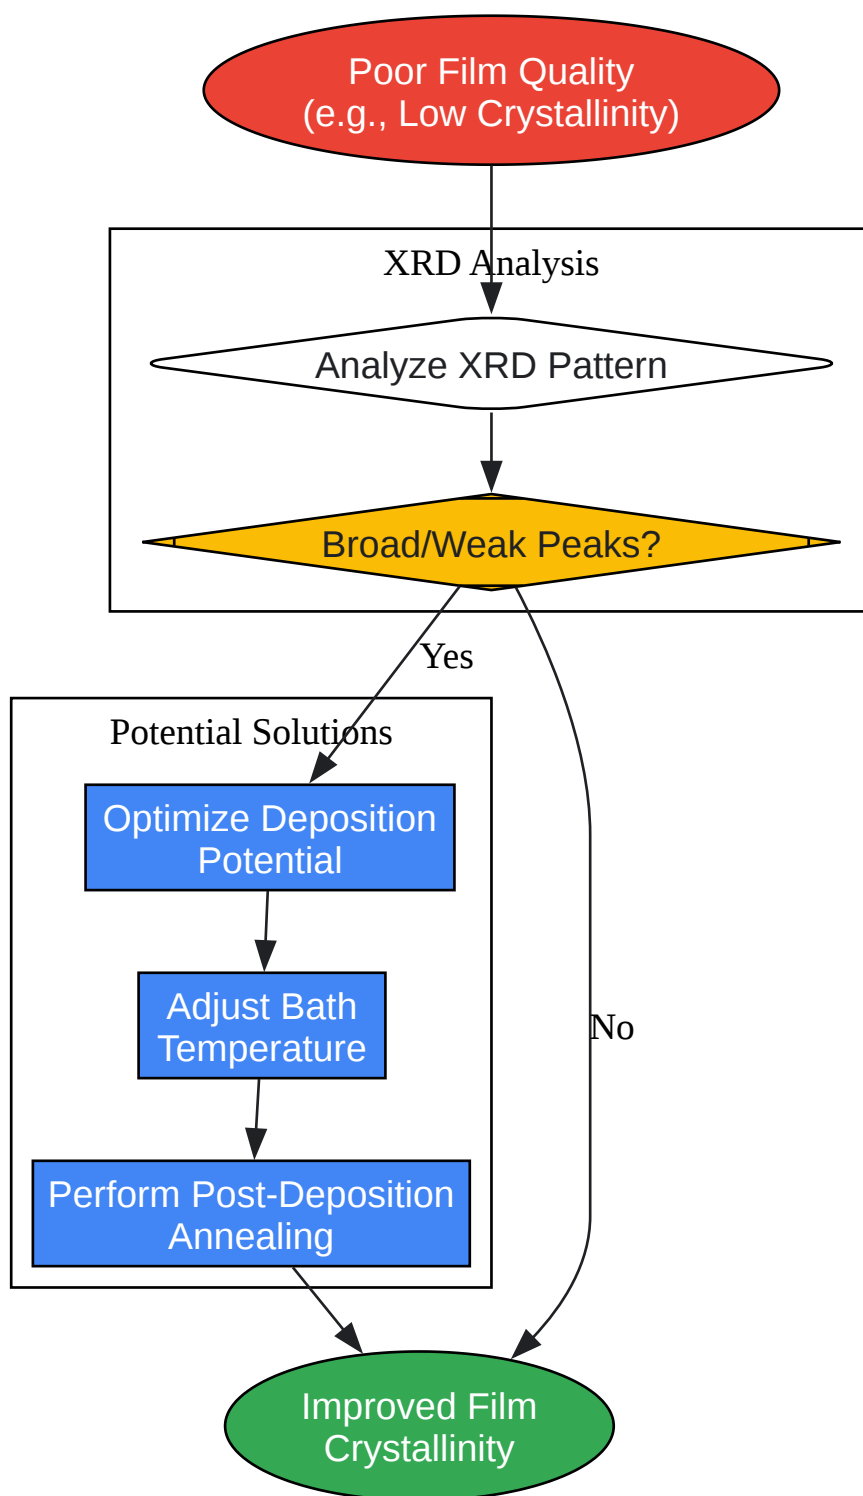 Poor Film Quality
(e.g., Low Crystallinity)
XRD Analysis
Analyze XRD Pattern
Broad/Weak Peaks?
Yes
Potential Solutions
Optimize Deposition
Potential
Adjust Bath
Temperature
No
Perform Post-Deposition
Annealing
Improved Film
Crystallinity